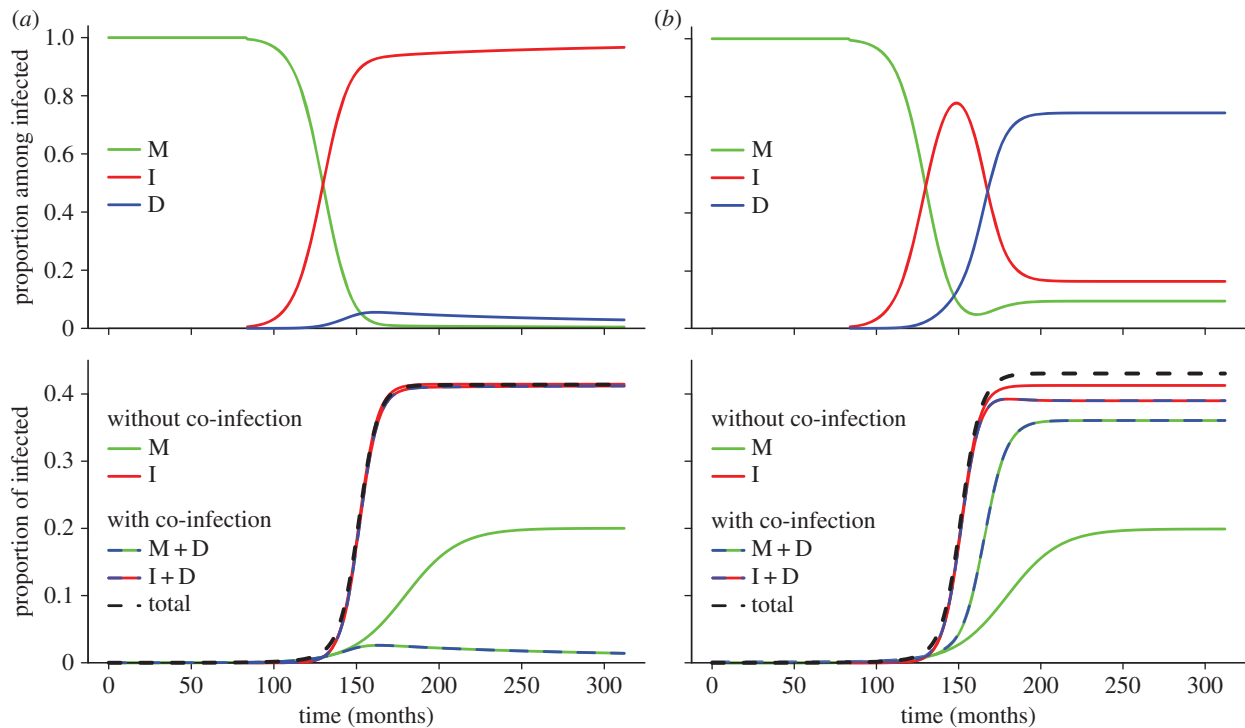 (a)
(b)
proportion among infected
1.0
0.8
0.6
0.4
0.2
0
M
I
D
M
I
D
proportion of infected
0.4
0.3
0.2
0.1
0
without co-infection
M
I
with co-infection
M + D
I + D
total
0
50
100
150
200
250
300
time (months)
without co-infection
M
I
with co-infection
M + D
I + D
total
0
50
100
150
200
250
300
time (months)